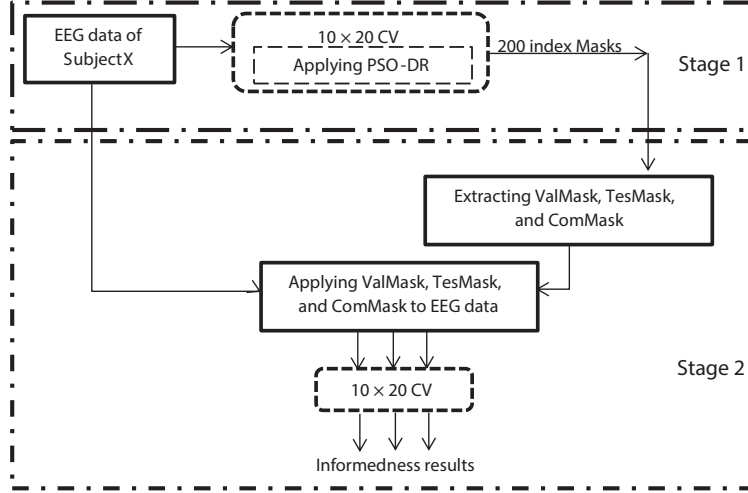 EEG data of
SubjectX
10 × 20 CV
Applying PSO-DR
200 index Masks
Stage 1
Extracting ValMask, TesMask,
and ComMask
Applying ValMask, TesMask,
and ComMask to EEG data
Stage 2
10 × 20 CV
Informedness results